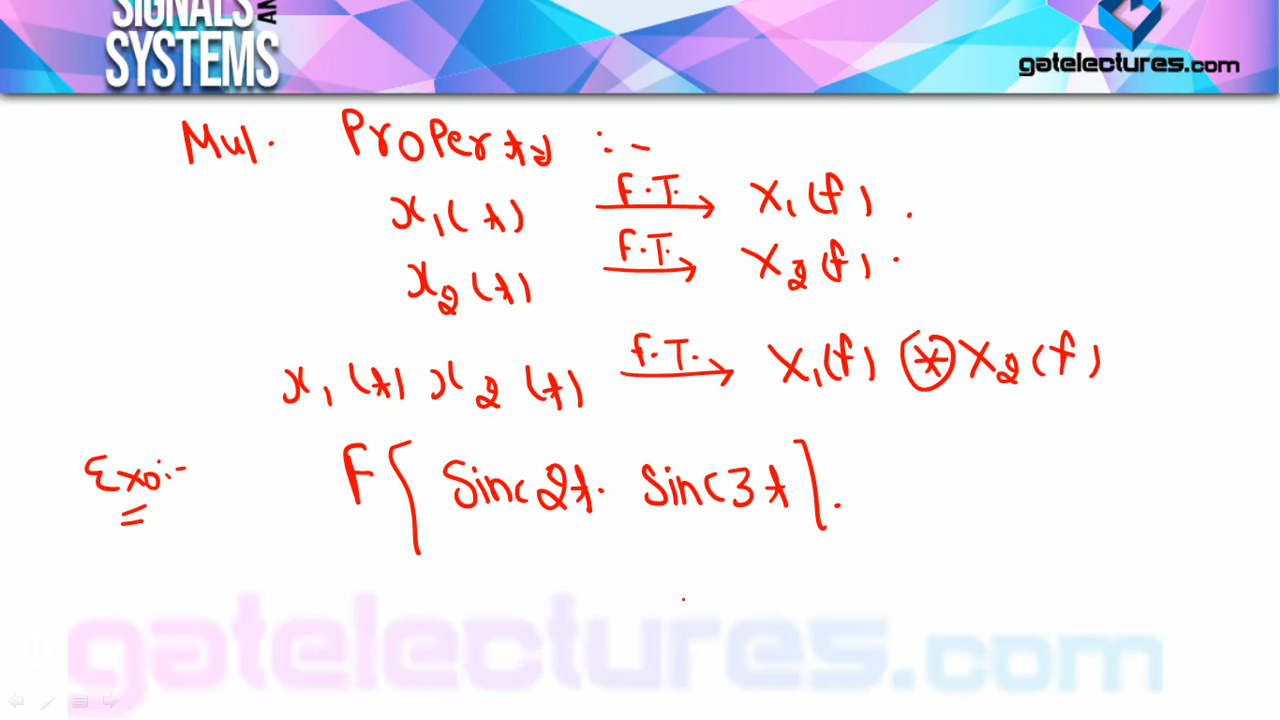 SIGNALS AN
SYSTEMS
gatelectures.com
Mul. Property :-
x₁(t) F.T.→ X₁(f).
x₂(t) F.T.→ X₂(f).
x₁(t) x₂(t) F.T.→ X₁(f) ⊛ X₂(f)
Exo:- F[ Sinc2t. Sinc3t ].
gatelectures.com